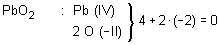 PbO₂ : Pb (IV)
2 O (−II) } 4 + 2 · (−2) = 0